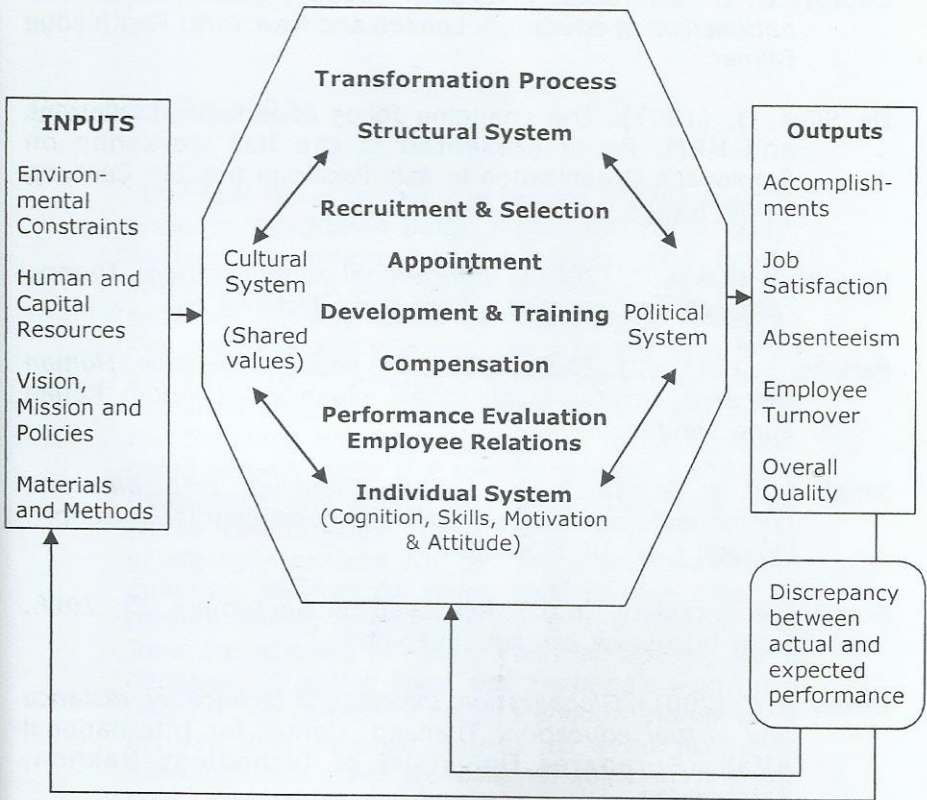 Transformation Process
INPUTS
Environ-
mental
Constraints
Human and
Capital
Resources
Vision,
Mission and
Policies
Materials
and Methods
Structural System
Recruitment & Selection
Cultural
System
(Shared
values)
Appointment
Development & Training
Compensation
Performance Evaluation
Employee Relations
Political
System
Individual System
(Cognition, Skills, Motivation
& Attitude)
Outputs
Accomplish-
ments
Job
Satisfaction
Absenteeism
Employee
Turnover
Overall
Quality
Discrepancy
between
actual and
expected
performance